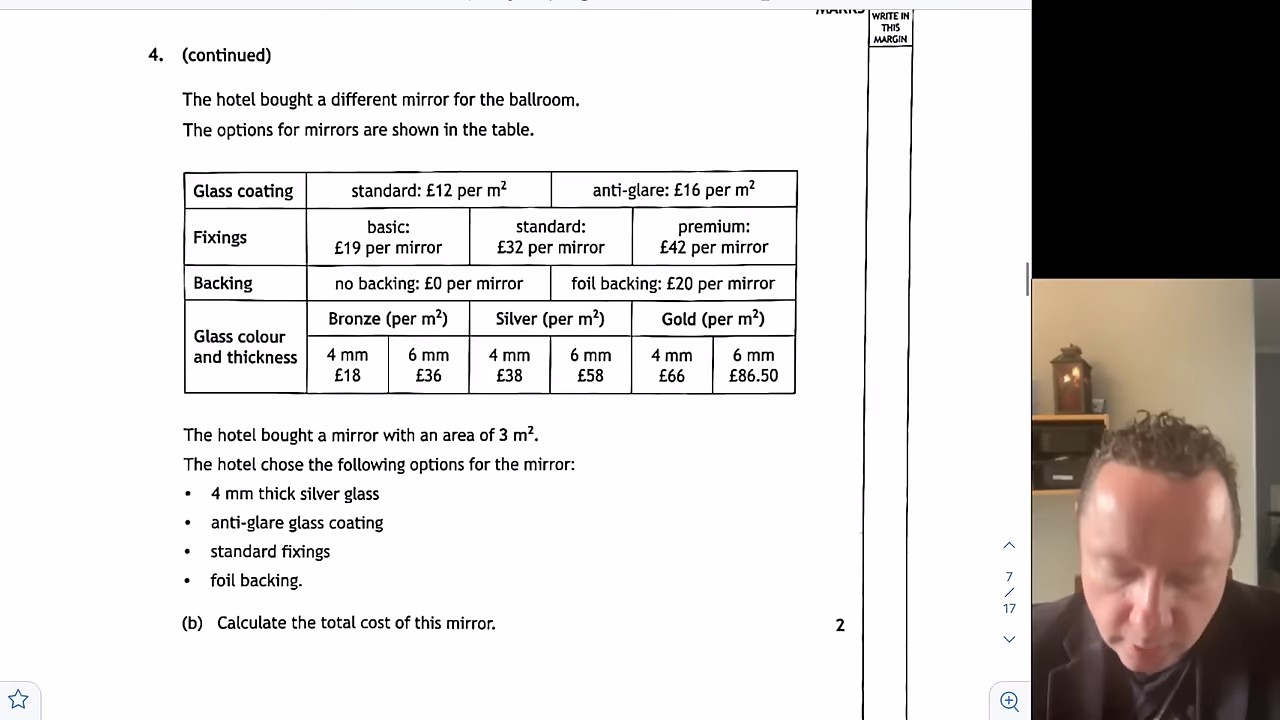 MARKS
WRITE IN
THIS
MARGIN
4. (continued)
The hotel bought a different mirror for the ballroom.
The options for mirrors are shown in the table.
Glass coating standard: £12 per m² anti-glare: £16 per m²
Fixings basic: £19 per mirror standard: £32 per mirror premium: £42 per mirror
Backing no backing: £0 per mirror foil backing: £20 per mirror
Glass colour and thickness Bronze (per m²) Silver (per m²) Gold (per m²)
4 mm 6 mm 4 mm 6 mm 4 mm 6 mm
£18 £36 £38 £58 £66 £86.50
The hotel bought a mirror with an area of 3 m².
The hotel chose the following options for the mirror:
• 4 mm thick silver glass
• anti-glare glass coating
• standard fixings
• foil backing.
(b) Calculate the total cost of this mirror. 2
7
/
17